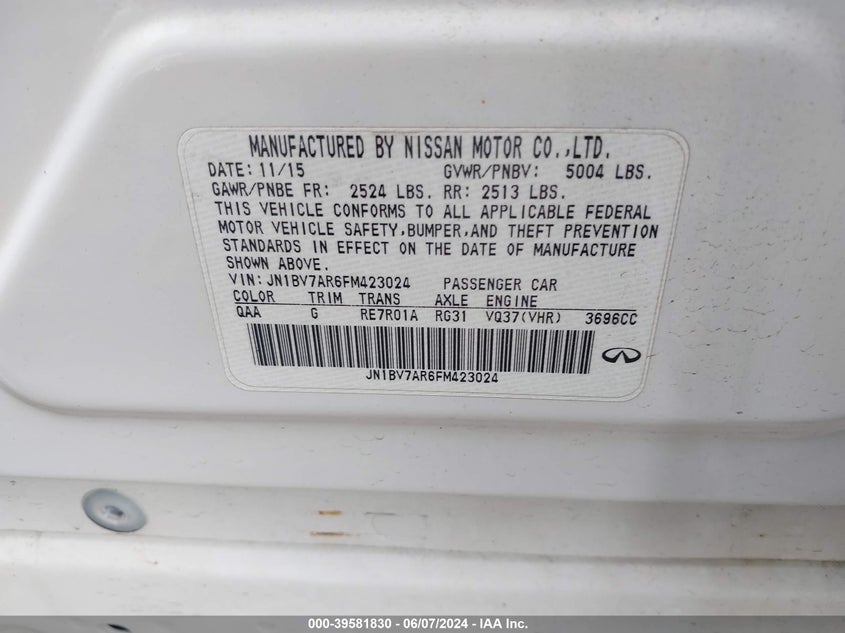 MANUFACTURED BY NISSAN MOTOR CO.,LTD.
DATE: 11/15 GVWR/PNBV: 5004 LBS.
GAWR/PNBE FR: 2524 LBS. RR: 2513 LBS.
THIS VEHICLE CONFORMS TO ALL APPLICABLE FEDERAL
MOTOR VEHICLE SAFETY,BUMPER,AND THEFT PREVENTION
STANDARDS IN EFFECT ON THE DATE OF MANUFACTURE
SHOWN ABOVE.
VIN: JN1BV7AR6FM423024 PASSENGER CAR
COLOR TRIM TRANS AXLE ENGINE
QAA G RE7R01A RG31 VQ37(VHR) 3696CC
JN1BV7AR6FM423024
000-39581830 - 06/07/2024 - IAA Inc.